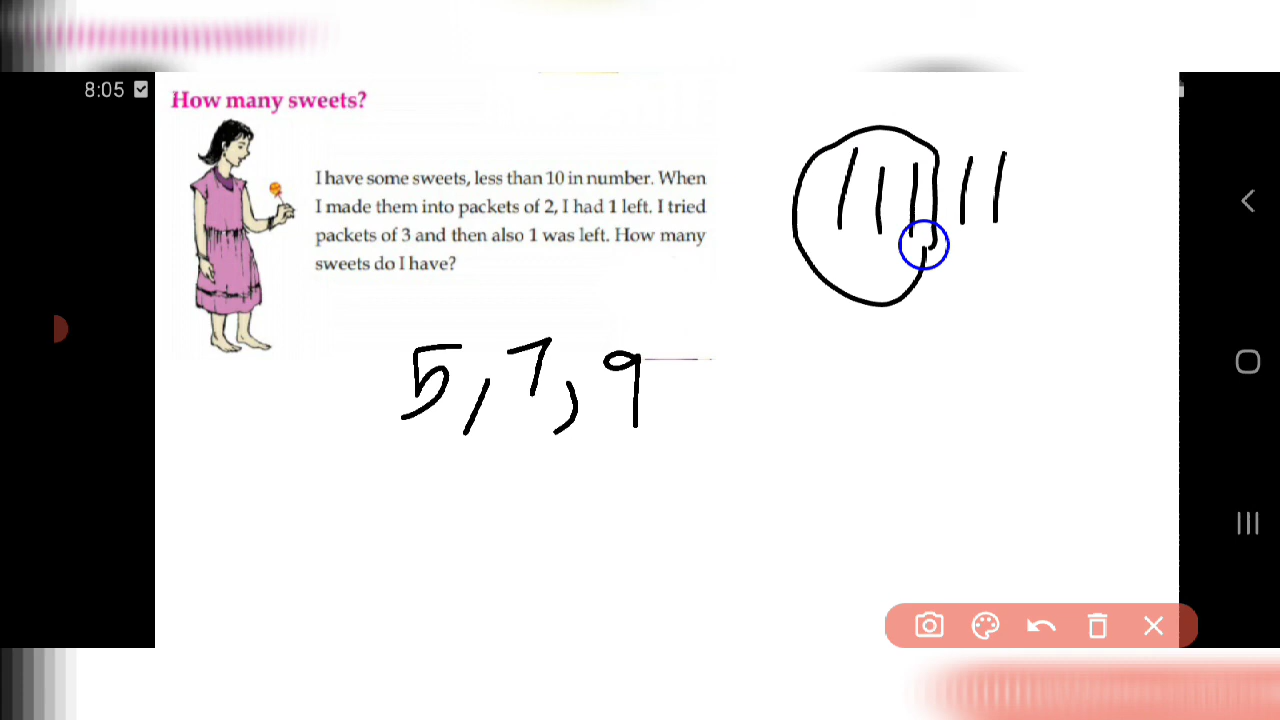 8:05
How many sweets?
I have some sweets, less than 10 in number. When
I made them into packets of 2, I had 1 left. I tried
packets of 3 and then also 1 was left. How many
sweets do I have?
5, 7, 9